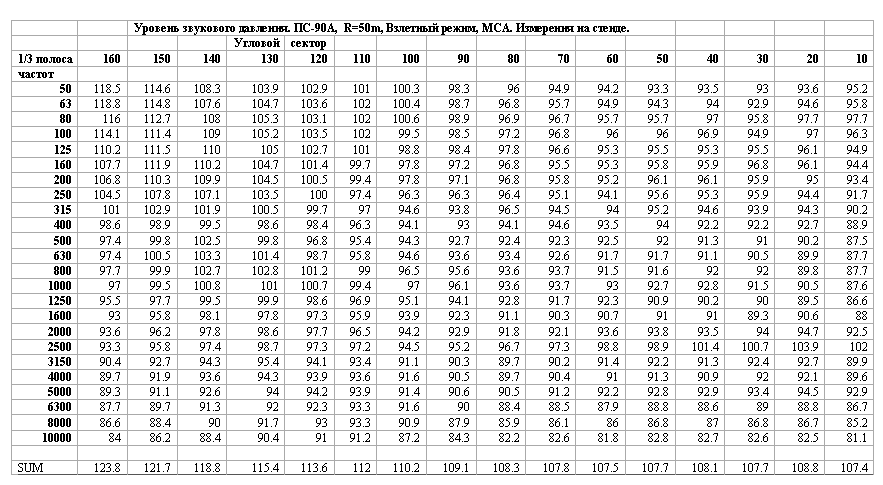 Уровень звукового давления. ПС-90А, R=50m, Взлетный режим, МСА. Измерения на стенде.
Угловой сектор
1/3 полоса 160 150 140 130 120 110 100 90 80 70 60 50 40 30 20 10
частот
50 118.5 114.6 108.3 103.9 102.9 101 100.3 98.3 96 94.9 94.2 93.3 93.5 93 93.6 95.2
63 118.8 114.8 107.6 104.7 103.6 102 100.4 98.7 96.8 95.7 94.9 94.3 94 92.9 94.6 95.8
80 116 112.7 108 105.3 103.1 102 100.6 98.9 96.9 96.7 95.7 95.7 97 95.8 97.7 97.7
100 114.1 111.4 109 105.2 103.5 102 99.5 98.5 97.2 96.8 96 96 96.9 94.9 97 96.3
125 110.2 111.5 110 105 102.7 101 98.8 98.4 97.8 96.6 95.3 95.5 95.3 95.5 96.1 94.9
160 107.7 111.9 110.2 104.7 101.4 99.7 97.8 97.2 96.8 95.5 95.3 95.8 95.9 96.8 96.1 94.4
200 106.8 110.3 109.9 104.5 100.5 99.4 97.8 97.1 96.8 95.8 95.2 96.1 96.1 95.9 95 93.4
250 104.5 107.8 107.1 103.5 100 97.4 96.3 96.3 96.4 95.1 94.1 95.6 95.3 95.9 94.4 91.7
315 101 102.9 101.9 100.5 99.7 97 94.6 93.8 96.5 94.5 94 95.2 94.6 93.9 94.3 90.2
400 98.6 98.9 99.5 98.6 98.4 96.3 94.1 93 94.1 94.6 93.5 94 92.2 92.2 92.7 88.9
500 97.4 99.8 102.5 99.8 96.8 95.4 94.3 92.7 92.4 92.3 92.5 92 91.3 91 90.2 87.5
630 97.4 100.5 103.3 101.4 98.7 95.8 94.6 93.6 93.4 92.6 91.7 91.7 91.1 90.5 89.9 87.7
800 97.7 99.9 102.7 102.8 101.2 99 96.5 95.6 93.6 93.7 91.5 91.6 92 92 89.8 87.7
1000 97 99.5 100.8 101 100.7 99.4 97 96.1 93.6 93.7 93 92.7 92.8 91.5 90.5 87.6
1250 95.5 97.7 99.5 99.9 98.6 96.9 95.1 94.1 92.8 91.7 92.3 90.9 90.2 90 89.5 86.6
1600 93 95.8 98.1 97.8 97.3 95.9 93.9 92.3 91.1 90.3 90.7 91 91 89.3 90.6 88
2000 93.6 96.2 97.8 98.6 97.7 96.5 94.2 92.9 91.8 92.1 93.6 93.8 93.5 94 94.7 92.5
2500 93.3 95.8 97.4 98.7 97.3 97.2 94.5 95.2 96.7 97.3 98.8 98.9 101.4 100.7 103.9 102
3150 90.4 92.7 94.3 95.4 94.1 93.4 91.1 90.3 89.7 90.2 91.4 92.2 91.3 92.4 92.7 89.9
4000 89.7 91.9 93.6 94.3 93.9 93.6 91.6 90.5 89.7 90.4 91 91.3 90.9 92 92.1 89.6
5000 89.3 91.1 92.6 94 94.2 93.9 91.4 90.6 90.5 91.2 92.2 92.8 92.9 93.4 94.5 92.9
6300 87.7 89.7 91.3 92 92.3 93.3 91.6 90 88.4 88.5 87.9 88.8 88.6 89 88.8 86.7
8000 86.6 88.4 90 91.7 93 93.3 90.9 87.9 85.9 86.1 86 86.8 87 86.8 86.7 85.2
10000 84 86.2 88.4 90.4 91 91.2 87.2 84.3 82.2 82.6 81.8 82.8 82.7 82.6 82.5 81.1
SUM 123.8 121.7 118.8 115.4 113.6 112 110.2 109.1 108.3 107.8 107.5 107.7 108.1 107.7 108.8 107.4